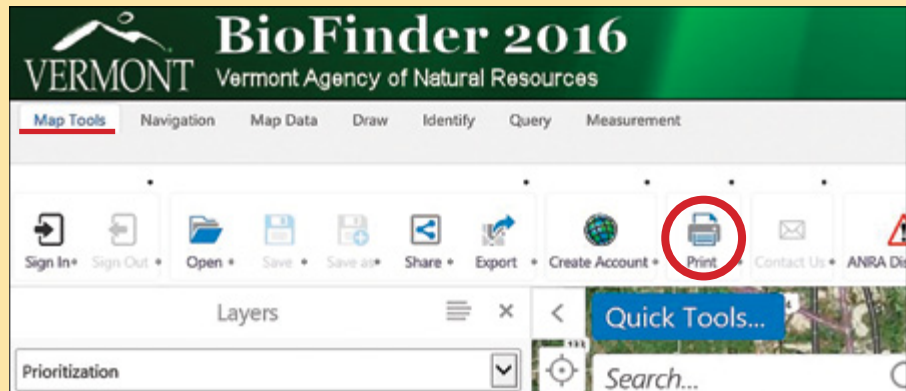 BioFinder 2016
VERMONT Vermont Agency of Natural Resources
Map Tools Navigation Map Data Draw Identify Query Measurement
Sign In Sign Out Open Save Save as Share Export Create Account Print Contact Us ANRA Dis
Layers
Quick Tools...
Prioritization
Search...